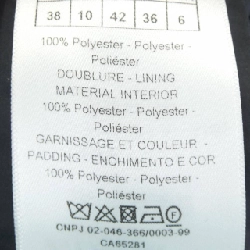 38 10 42 36 6
100% Polyester - Polyester -
Poliéster
DOUBLURE - LINING
MATERIAL INTERIOR
100% Polyester - Polyester -
Poliéster
GARNISSAGE ET COULEUR -
PADDING - ENCHIMENTO E COR
100% Polyester - Polyester -
Poliéster
CNPJ 02-046-366/0003-99
CA85281